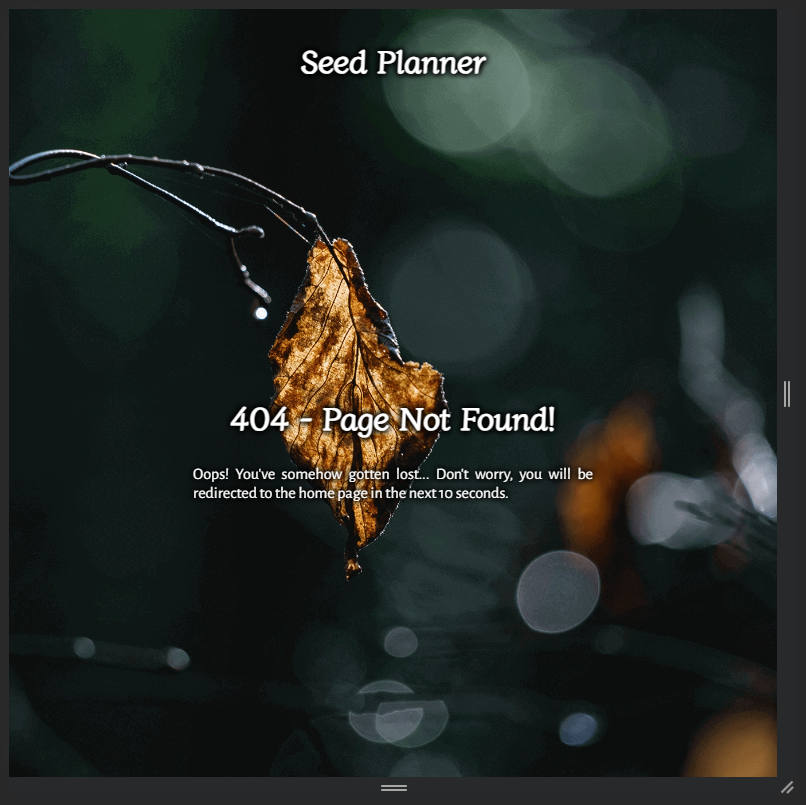 Seed Planner
404 - Page Not Found!
Oops! You've somehow gotten lost... Don't worry, you will be
redirected to the home page in the next 10 seconds.